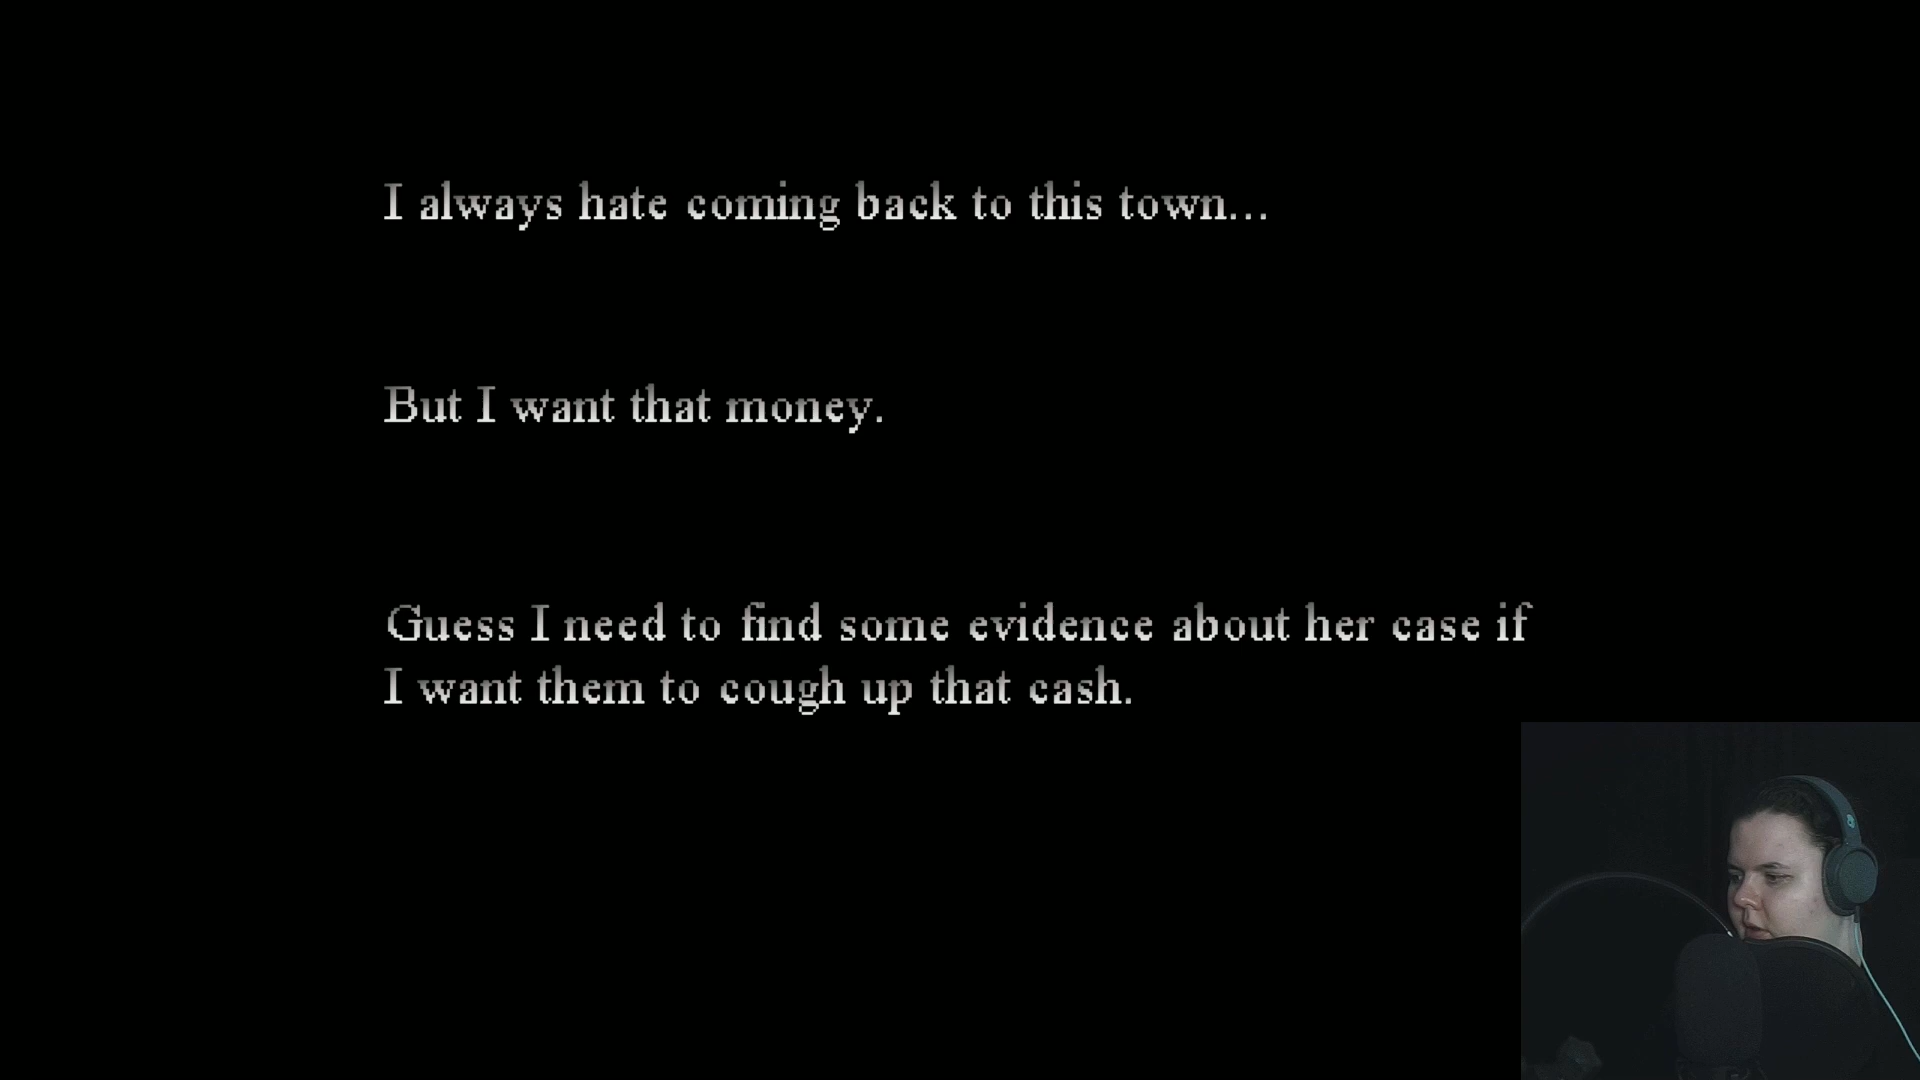 I always hate coming back to this town...
But I want that money.
Guess I need to find some evidence about her case if
I want them to cough up that cash.